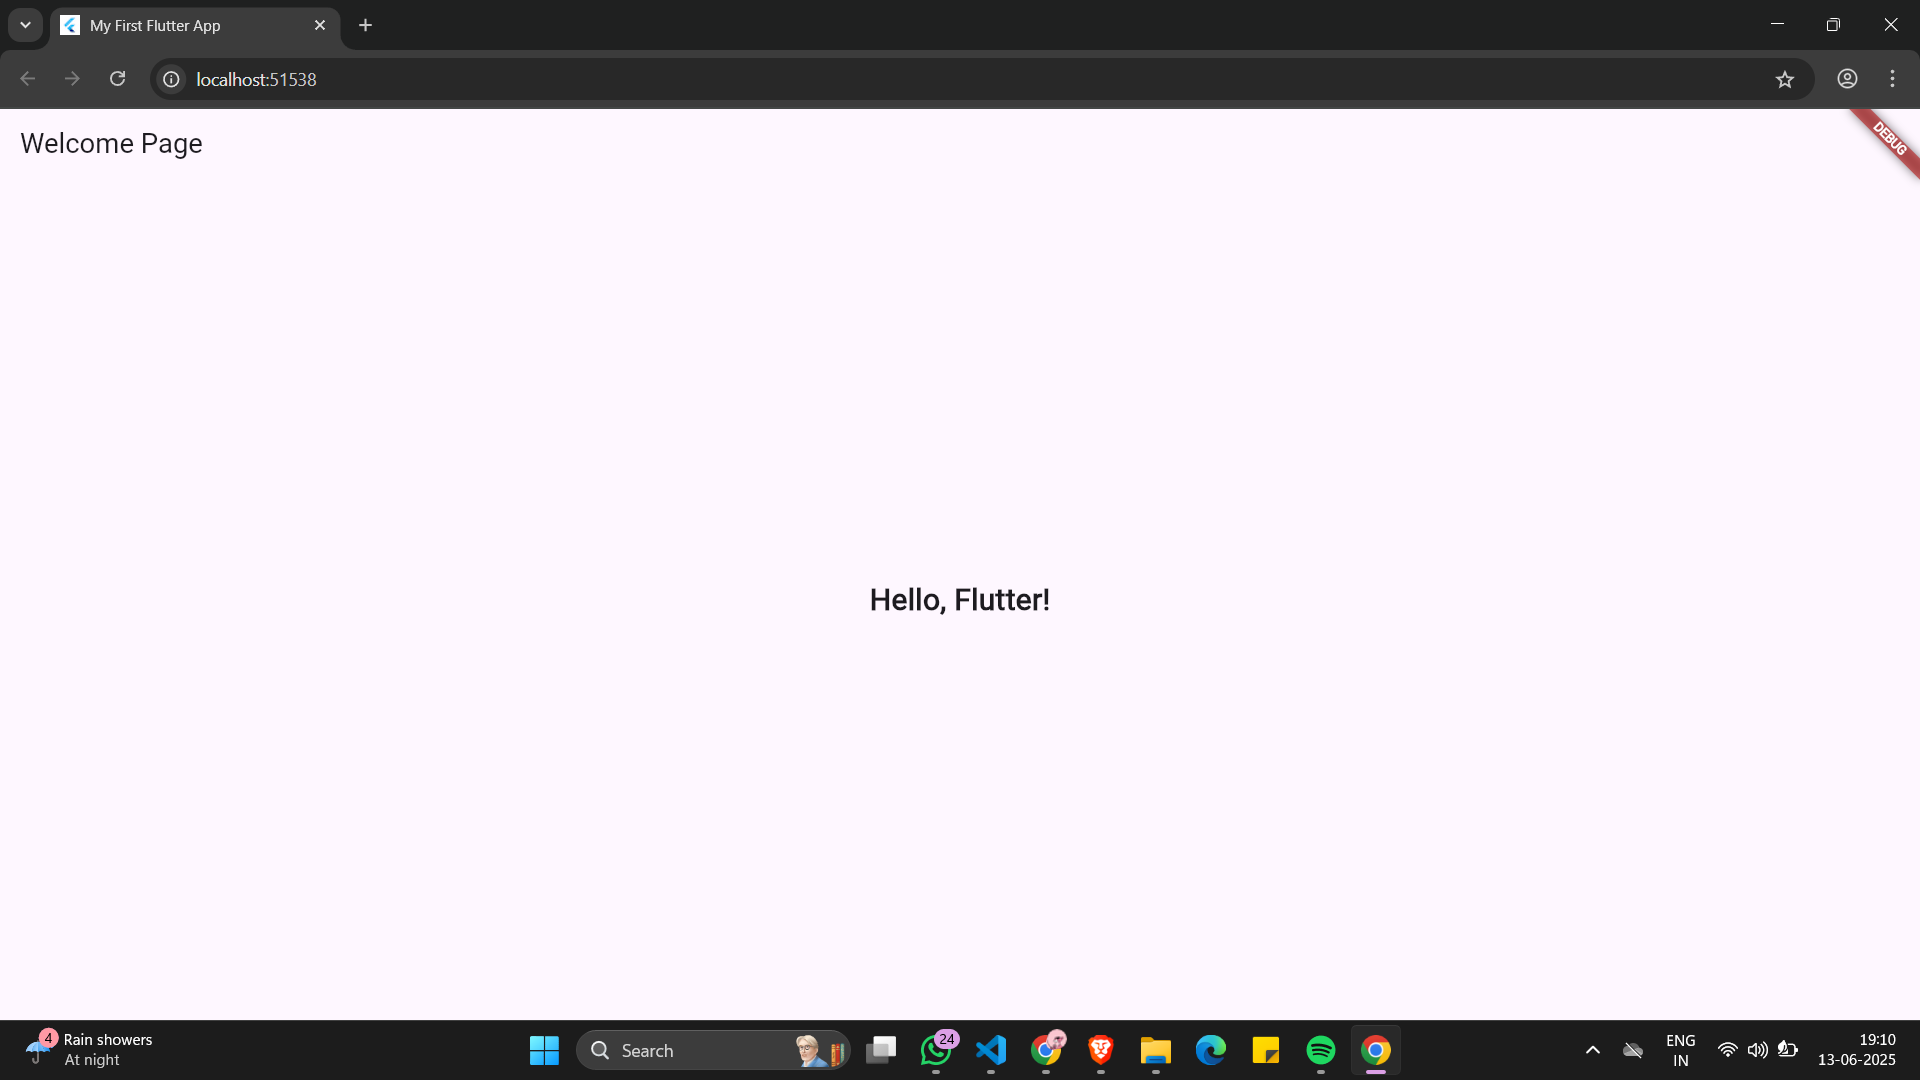 My First Flutter App
localhost:51538
Welcome Page
DEBUG
Hello, Flutter!
4
Rain showers
At night
Search
24
ENG
IN
19:10
13-06-2025